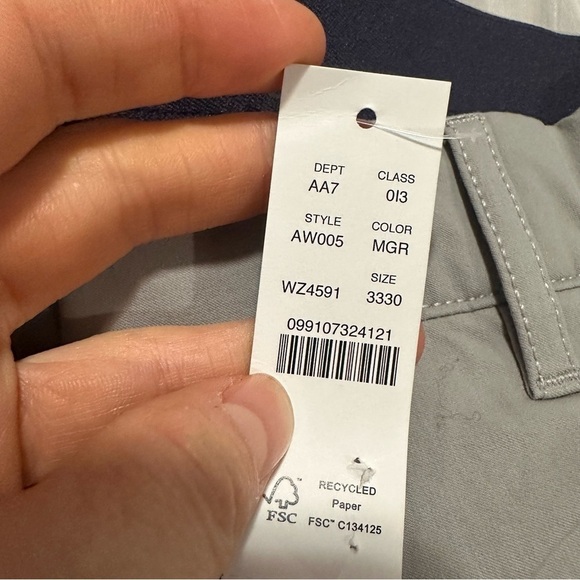 DEPT CLASS
AA7 0I3
STYLE COLOR
AW005 MGR
SIZE
WZ4591 3330
099107324121
RECYCLED
Paper
FSC FSC™ C134125